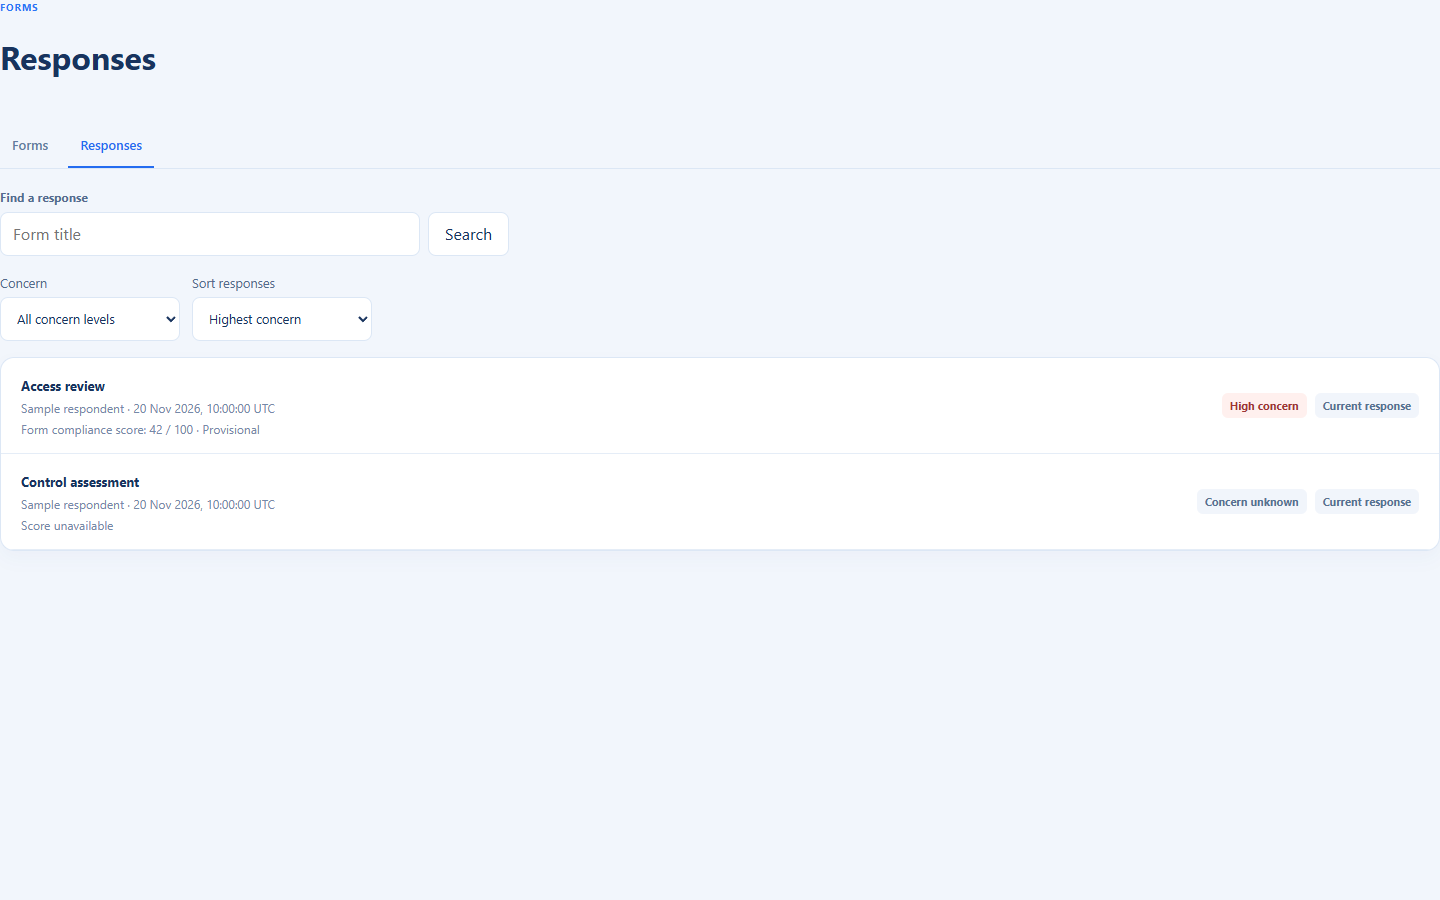 FORMS
Responses
Forms
Responses
Find a response
Form title
Search
Concern
Sort responses
All concern levels
Highest concern
Access review
Sample respondent · 20 Nov 2026, 10:00:00 UTC
Form compliance score: 42 / 100 · Provisional
High concern
Current response
Control assessment
Sample respondent · 20 Nov 2026, 10:00:00 UTC
Score unavailable
Concern unknown
Current response